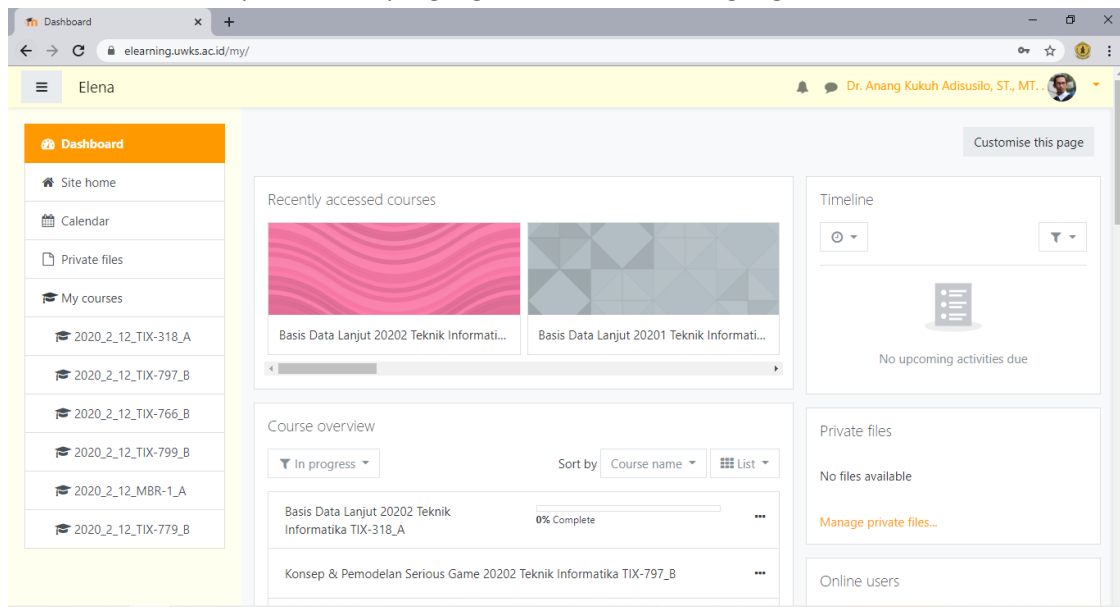 Dashboard
elearning.uwks.ac.id/my/
Elena
Dr. Anang Kukuh Adisusilo, ST., MT. .
Dashboard
Site home
Calendar
Private files
My courses
2020_2_12_TIX-318_A
2020_2_12_TIX-797_B
2020_2_12_TIX-766_B
2020_2_12_TIX-799_B
2020_2_12_MBR-1_A
2020_2_12_TIX-779_B
Customise this page
Recently accessed courses
Basis Data Lanjut 20202 Teknik Informati...
Basis Data Lanjut 20201 Teknik Informati...
Course overview
In progress
Sort by
Course name
List
Basis Data Lanjut 20202 Teknik
Informatika TIX-318_A
0% Complete
Konsep & Pemodelan Serious Game 20202 Teknik Informatika TIX-797_B
Timeline
No upcoming activities due
Private files
No files available
Manage private files...
Online users